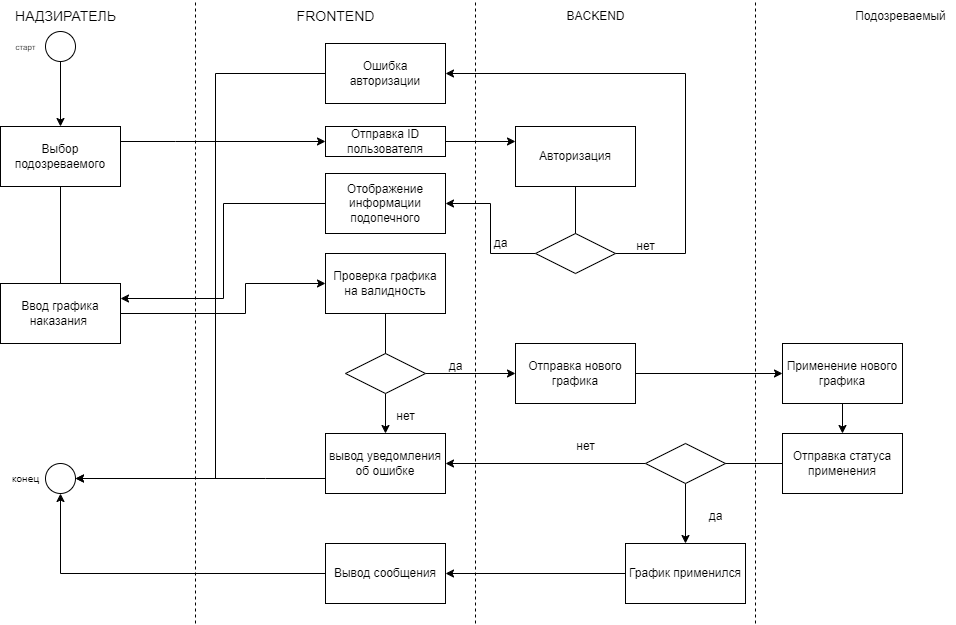 НАДЗИРАТЕЛЬ
FRONTEND
BACKEND
Подозреваемый
старт
Ошибка
авторизации
Выбор
подозреваемого
Отправка ID
пользователя
Авторизация
Отображение
информации
подопечного
да
нет
Проверка графика
на валидность
Ввод графика
наказания
да
Отправка нового
графика
Применение нового
графика
нет
вывод уведомления
об ошибке
нет
Отправка статуса
применения
конец
да
Вывод сообщения
График применился